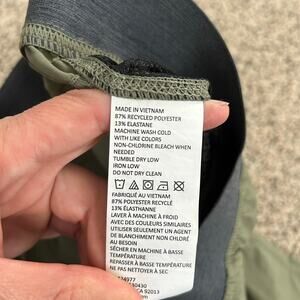 MADE IN VIETNAM
87% RECYCLED POLYESTER
13% ELASTANE
MACHINE WASH COLD
WITH LIKE COLORS
NON-CHLORINE BLEACH WHEN
NEEDED
TUMBLE DRY LOW
IRON LOW
DO NOT DRY CLEAN
FABRIQUÉ AU VIETNAM
87% POLYESTER RECYCLÉ
13% ÉLASTHANNE
LAVER À MACHINE À FROID
AVEC COULEURS SIMILAIRES
UTILISER SEULEMENT AGENT
DE BLANCHIMENT NON CHLORÉ
AU BESOIN
SÉCHER EN MACHINE À BASSE
TEMPÉRATURE
REPASSER À BASSE TEMPÉRATURE
NE PAS NETTOYER À SEC
CA 92013